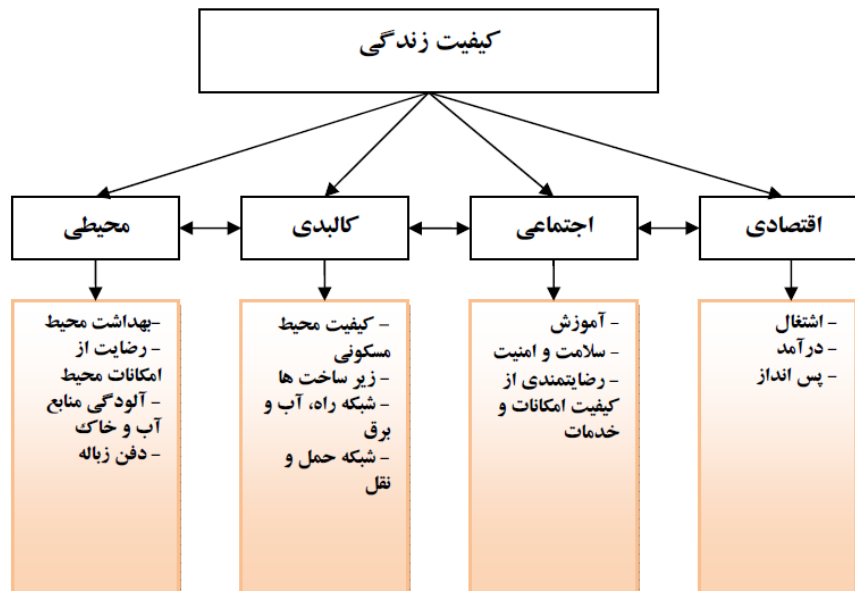 کیفیت زندگی
اقتصادی
اجتماعی
کالبدی
محیطی
- اشتغال
- درآمد
- پس انداز
- آموزش
- سلامت و امنیت
- رضایتمندی از
کیفیت امکانات و
خدمات
- کیفیت محیط
مسکونی
- زیر ساخت ها
- شبکه راه، آب و
برق
- شبکه حمل و
نقل
-بهداشت محیط
- رضایت از
امکانات محیط
- آلودگی منابع
آب و خاک
- دفن زباله